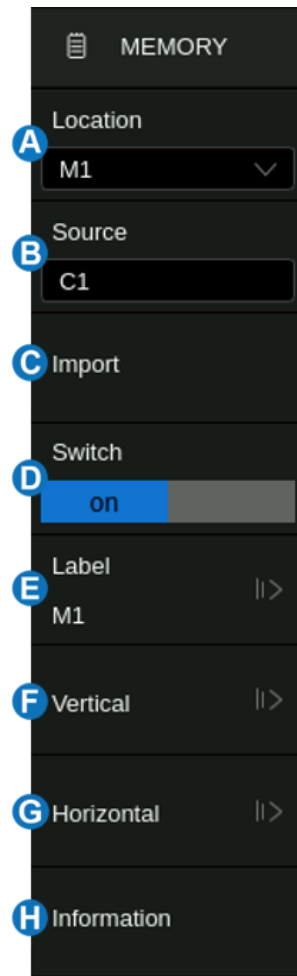 MEMORY
Location
A
M1
Source
B
C1
C Import
Switch
D
on
Label
E
M1
F Vertical
G Horizontal
H Information